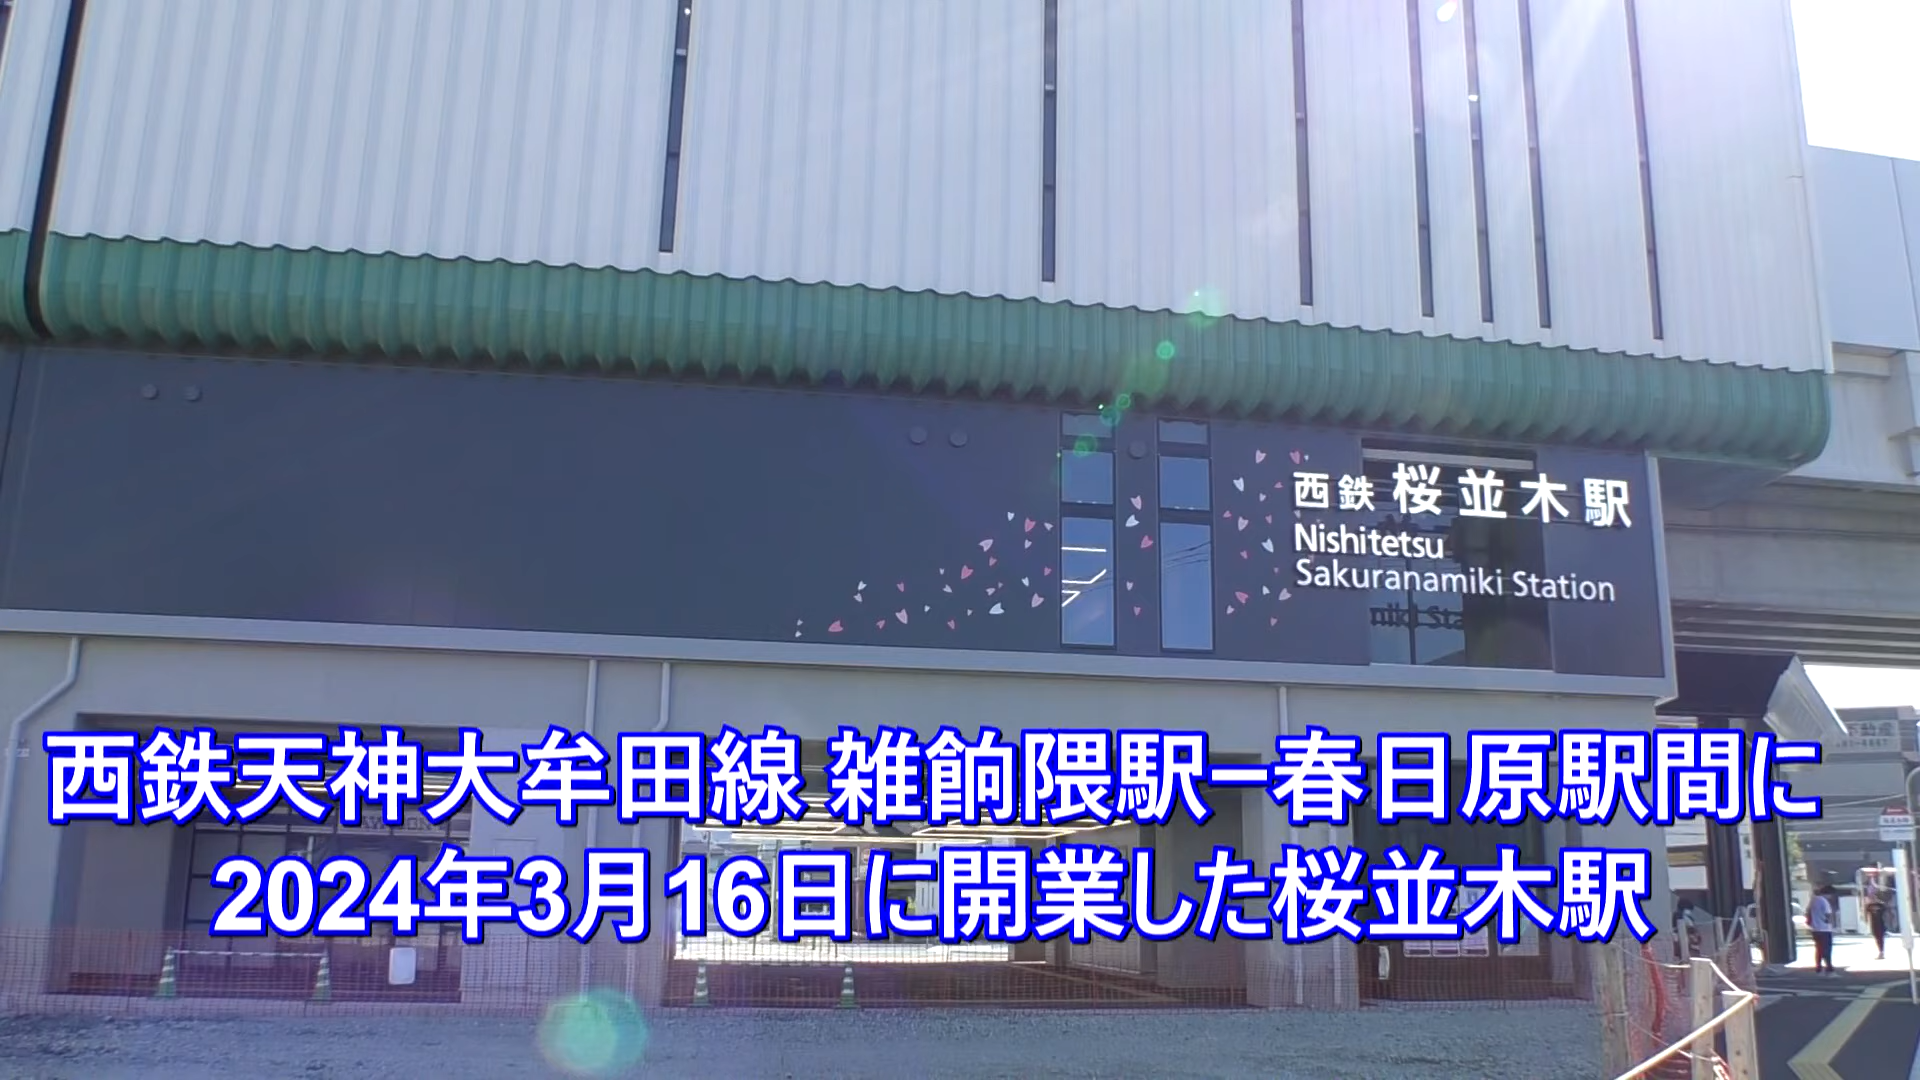 西鉄 桜並木駅
Nishitetsu
Sakuranamiki Station
西鉄天神大牟田線 雑餉隈駅ー春日原駅間に
2024年3月16日に開業した桜並木駅